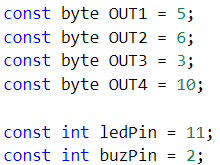 const byte OUT1 = 5;
const byte OUT2 = 6;
const byte OUT3 = 3;
const byte OUT4 = 10;
const int ledPin = 11;
const int buzPin = 2;